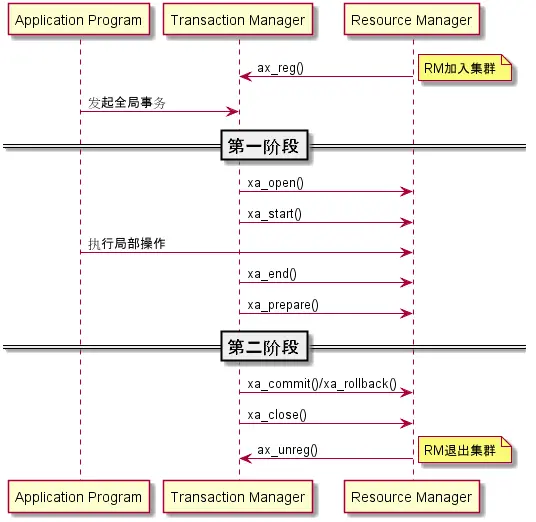 Application Program
Transaction Manager
Resource Manager
ax_reg()
RM加入集群
发起全局事务
第一阶段
xa_open()
xa_start()
执行局部操作
xa_end()
xa_prepare()
第二阶段
xa_commit()/xa_rollback()
xa_close()
ax_unreg()
RM退出集群
Application Program
Transaction Manager
Resource Manager